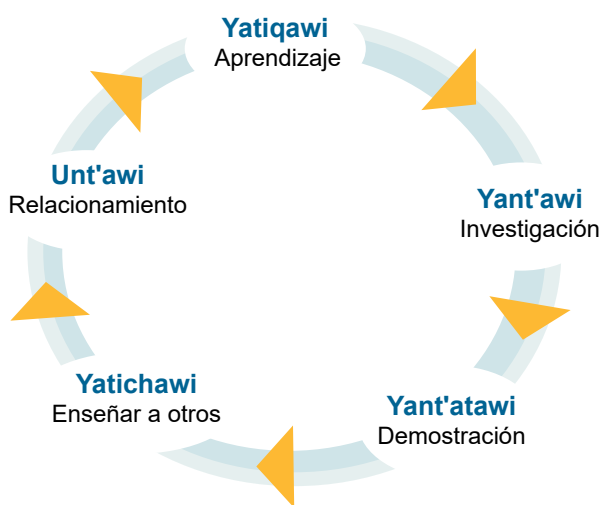 Yatiqawi
Aprendizaje
Yant'awi
Investigación
Yant'atawi
Demostración
Yatichawi
Enseñar a otros
Unt'awi
Relacionamiento